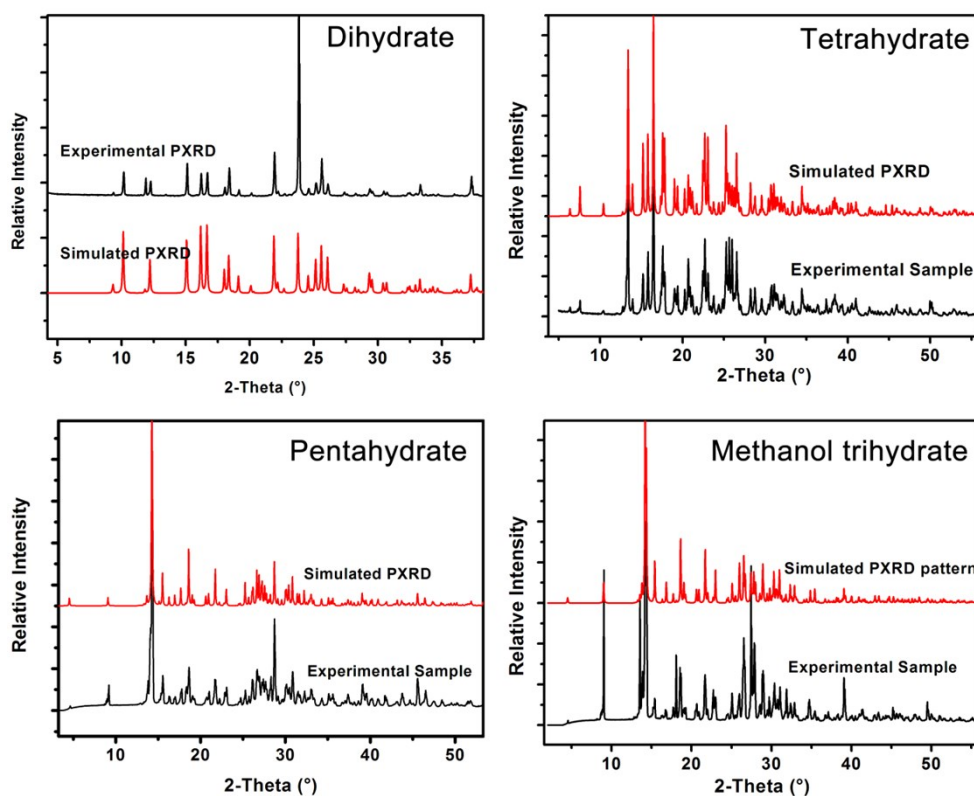 Dihydrate
Relative Intensity
Experimental PXRD
Simulated PXRD
5 10 15 20 25 30 35
2-Theta (°)
Tetrahydrate
Relative Intensity
Simulated PXRD
Experimental Sample
10 20 30 40 50
2-Theta (°)
Pentahydrate
Relative Intensity
Simulated PXRD
Experimental Sample
10 20 30 40 50
2-Theta (°)
Methanol trihydrate
Relative Intensity
Simulated PXRD pattern
Experimental Sample
10 20 30 40 50
2-Theta (°)